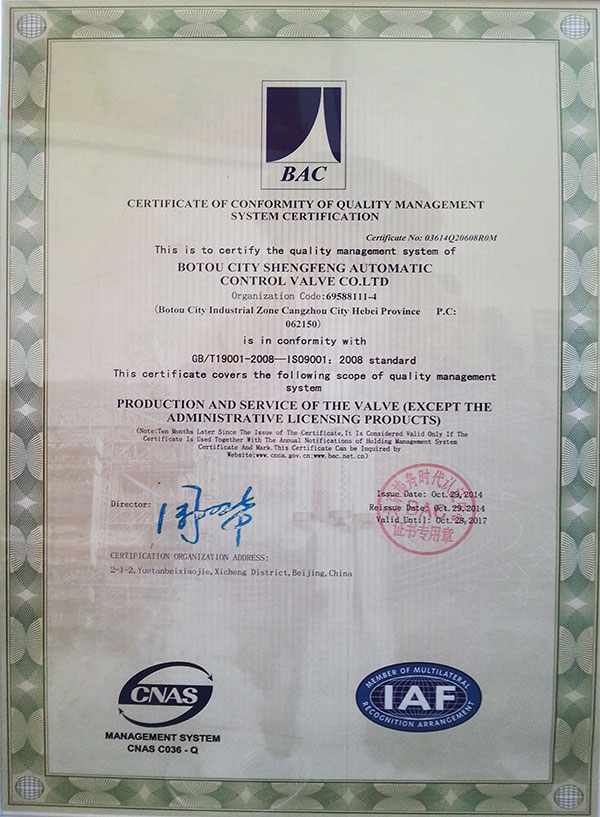 BAC
CERTIFICATE OF CONFORMITY OF QUALITY MANAGEMENT
SYSTEM CERTIFICATION
Certificate No: 03614Q20608R0M
This is to certify the quality management system of
BOTOU CITY SHENGFENG AUTOMATIC
CONTROL VALVE CO.LTD
Organization Code:69588111-4
(Botou City Industrial Zone Cangzhou City Hebei Province P.C:
062150)
is in conformity with
GB/T19001-2008—ISO9001: 2008 standard
This certificate covers the following scope of quality management
system
PRODUCTION AND SERVICE OF THE VALVE (EXCEPT THE
ADMINISTRATIVE LICENSING PRODUCTS)
(Note:Ten Months Later Since The Issue of The Certificate,It Is Considered Valid Only If The
Certificate Is Used Together With The Annual Notifications of Holding Management System
Certificate And Mark.This Certificate Can be Inquired by
Website:www.cnca.gov.cn;www.bac.net.cn)
Director:
Issue Date: Oct.29,2014
Reissue Date: Oct.29,2014
Valid Until: Oct.28,2017
BAC
证书专用章
CERTIFICATION ORGANIZATION ADDRESS:
2-1-2,Yuetanbeixiaojie,Xicheng District,Beijing,China
CNAS
MANAGEMENT SYSTEM
CNAS C036 - Q
MEMBER OF MULTILATERAL
IAF
RECOGNITION ARRANGEMENT